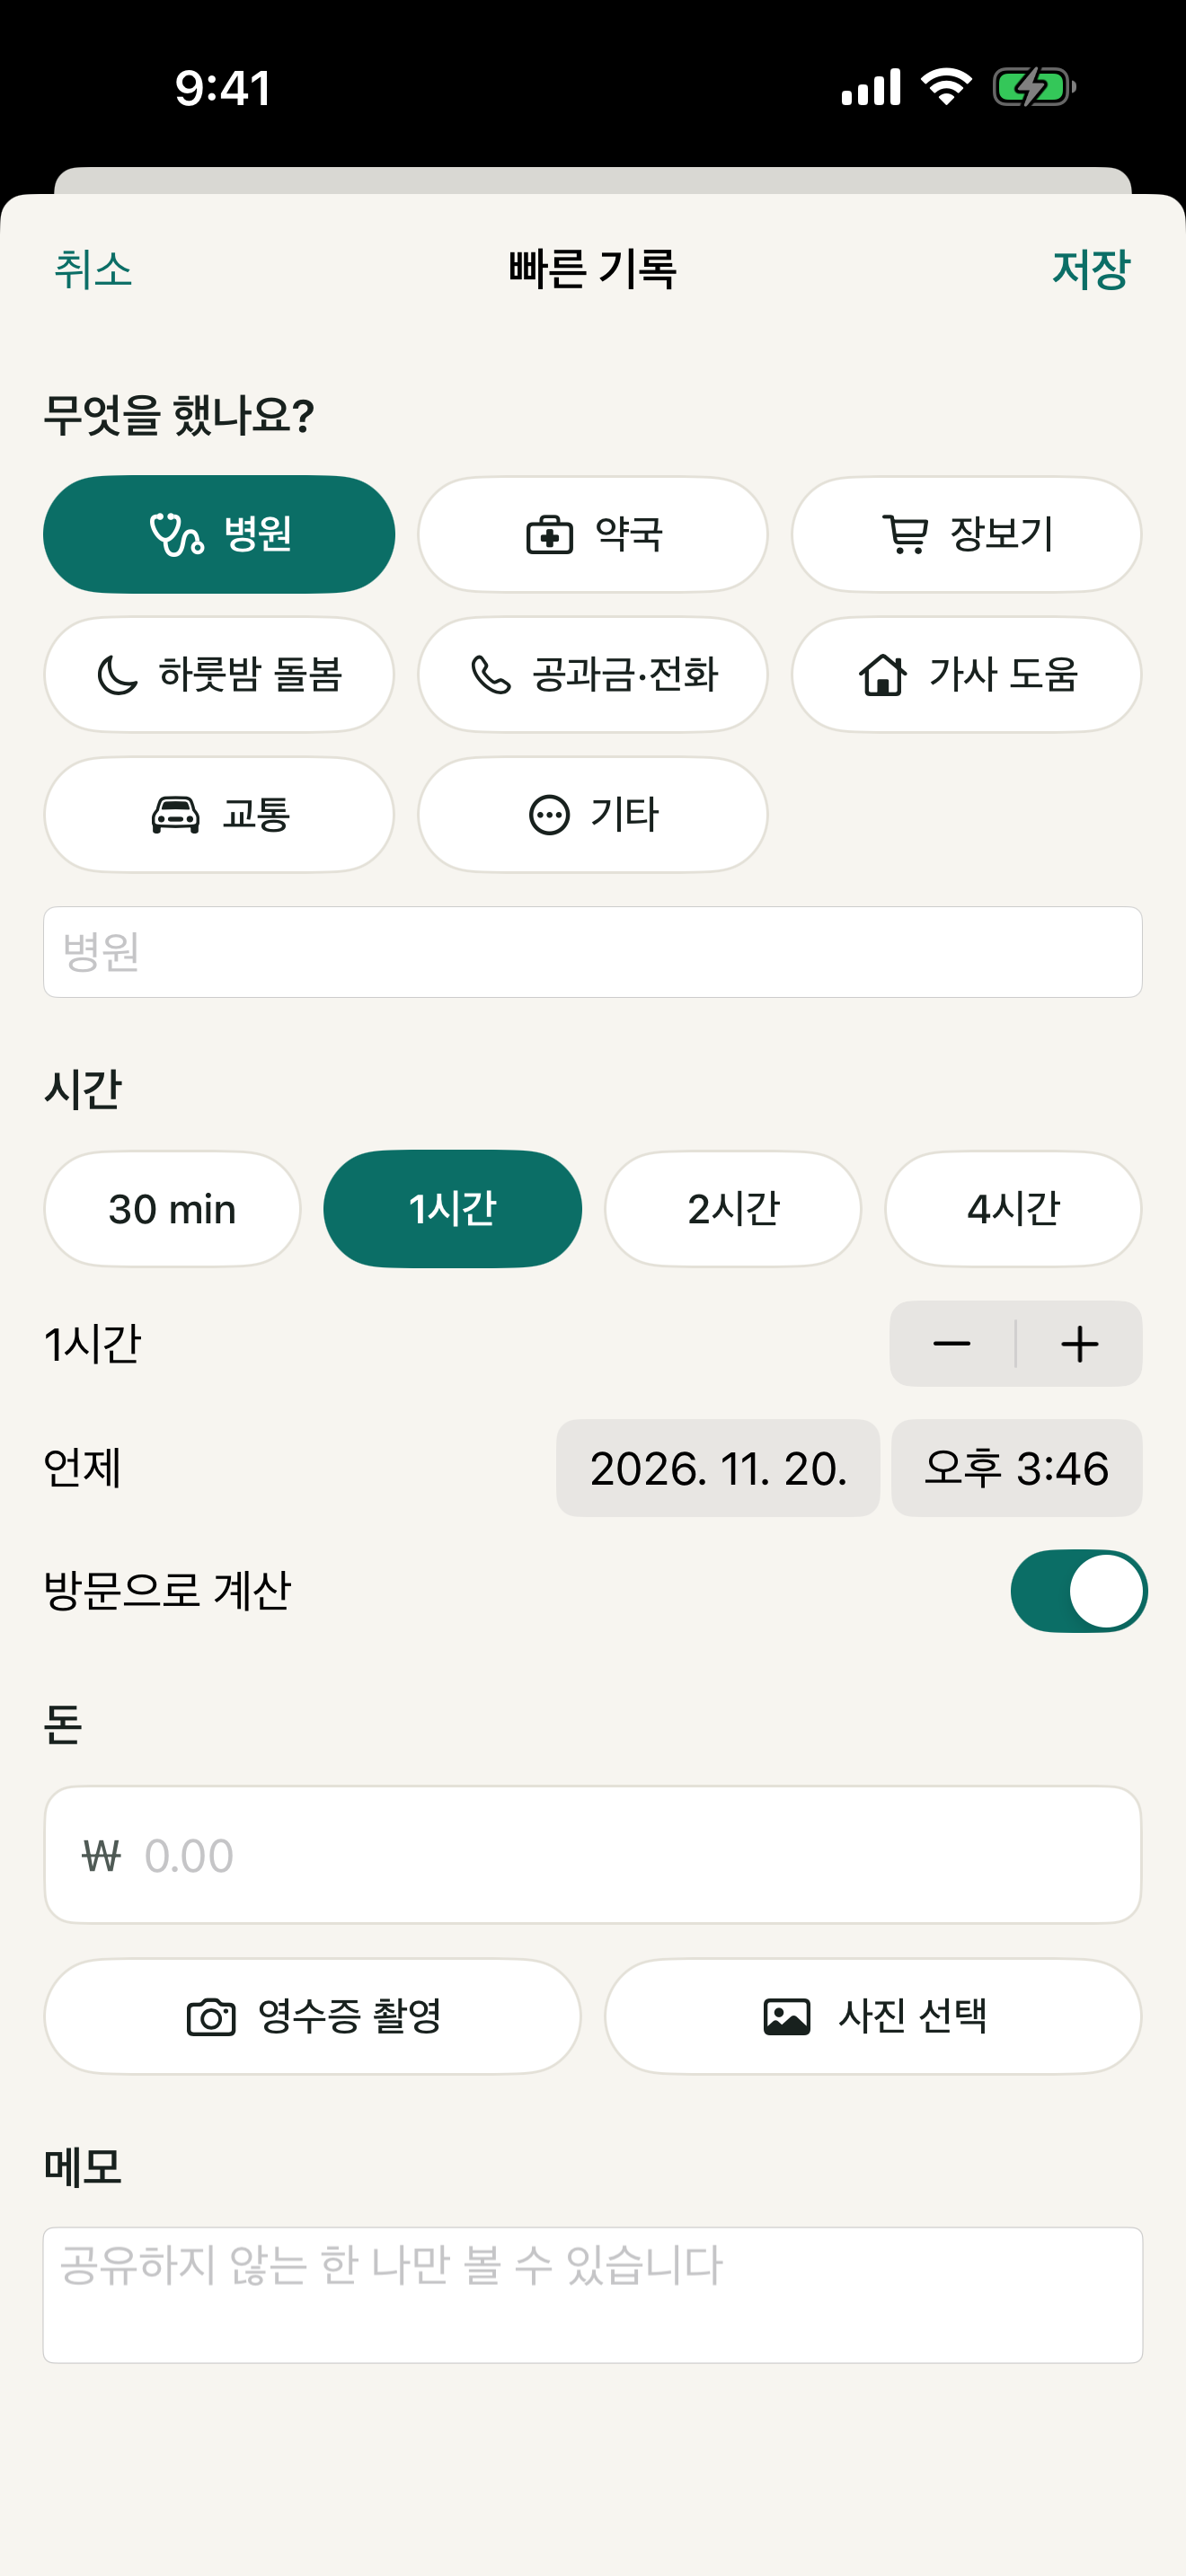 9:41
취소 빠른 기록 저장
무엇을 했나요?
병원 약국 장보기
하룻밤 돌봄 공과금·전화 가사 도움
교통 기타
병원
시간
30 min 1시간 2시간 4시간
1시간
언제 2026. 11. 20. 오후 3:46
방문으로 계산
돈
₩ 0.00
영수증 촬영 사진 선택
메모
공유하지 않는 한 나만 볼 수 있습니다